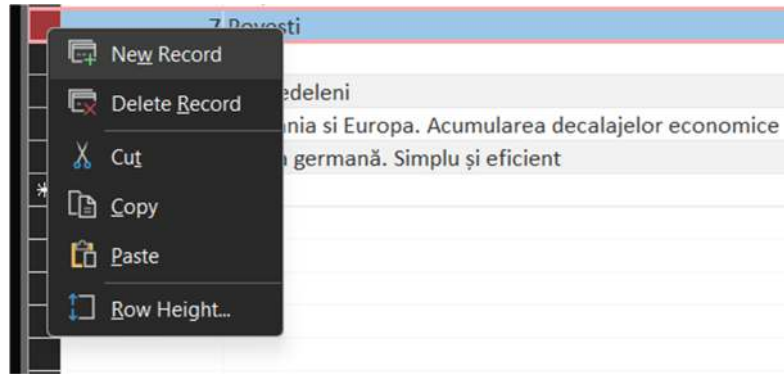 7 Povesti
New Record
Delete Record
edeleni
nia si Europa. Acumularea decalajelor economice
Cut
germană. Simplu și eficient
*
Copy
Paste
Row Height...